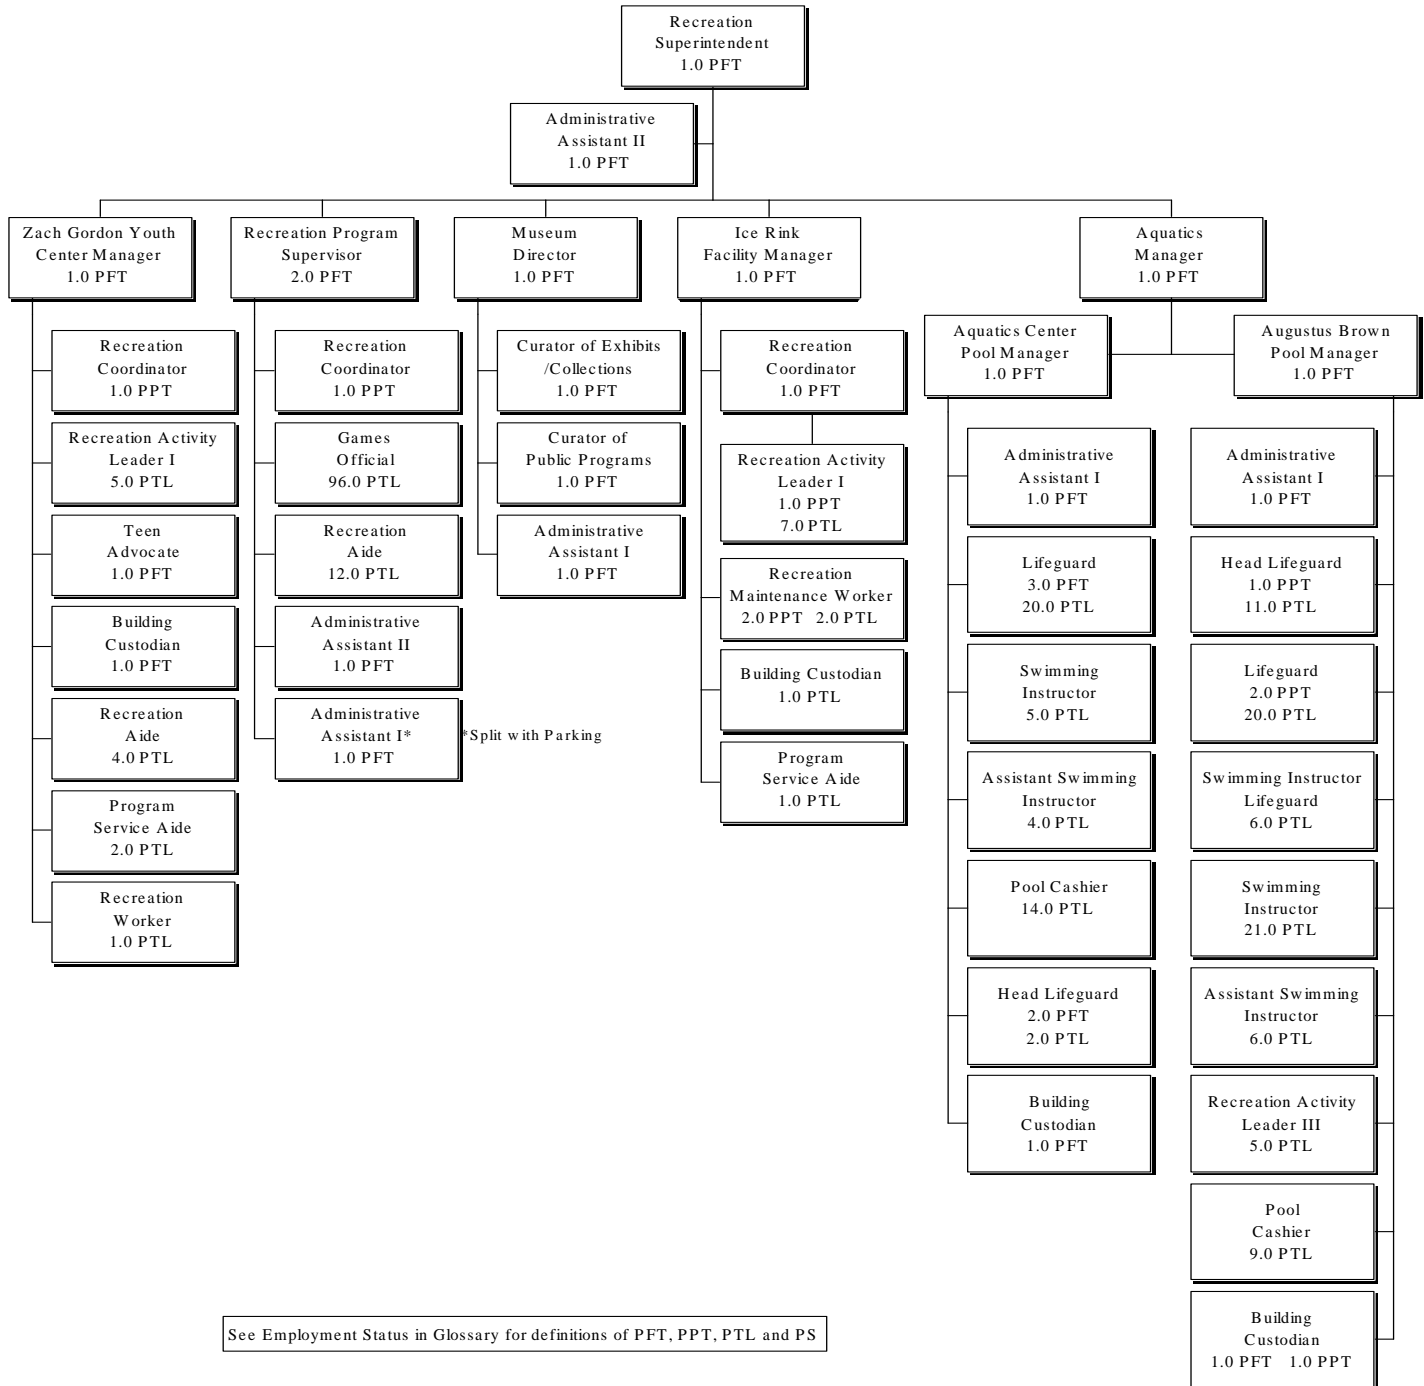 Recreation
Superintendent
1.0 PFT
Administrative
Assistant II
1.0 PFT
Zach Gordon Youth
Center Manager
1.0 PFT
Recreation Program
Supervisor
2.0 PFT
Museum
Director
1.0 PFT
Ice Rink
Facility Manager
1.0 PFT
Aquatics
Manager
1.0 PFT
Recreation
Coordinator
1.0 PPT
Recreation Activity
Leader I
5.0 PTL
Teen
Advocate
1.0 PFT
Building
Custodian
1.0 PFT
Recreation
Aide
4.0 PTL
Program
Service Aide
2.0 PTL
Recreation
Worker
1.0 PTL
Recreation
Coordinator
1.0 PPT
Games
Official
96.0 PTL
Recreation
Aide
12.0 PTL
Administrative
Assistant II
1.0 PFT
Administrative
Assistant I*
1.0 PFT
*Split with Parking
Curator of Exhibits
/Collections
1.0 PFT
Curator of
Public Programs
1.0 PFT
Administrative
Assistant I
1.0 PFT
Recreation
Coordinator
1.0 PFT
Recreation Activity
Leader I
1.0 PPT
7.0 PTL
Recreation
Maintenance Worker
2.0 PPT 2.0 PTL
Building Custodian
1.0 PTL
Program
Service Aide
1.0 PTL
Aquatics Center
Pool Manager
1.0 PFT
Administrative
Assistant I
1.0 PFT
Lifeguard
3.0 PFT
20.0 PTL
Swimming
Instructor
5.0 PTL
Assistant Swimming
Instructor
4.0 PTL
Pool Cashier
14.0 PTL
Head Lifeguard
2.0 PFT
2.0 PTL
Building
Custodian
1.0 PFT
Augustus Brown
Pool Manager
1.0 PFT
Administrative
Assistant I
1.0 PFT
Head Lifeguard
1.0 PPT
11.0 PTL
Lifeguard
2.0 PPT
20.0 PTL
Swimming Instructor
Lifeguard
6.0 PTL
Swimming
Instructor
21.0 PTL
Assistant Swimming
Instructor
6.0 PTL
Recreation Activity
Leader III
5.0 PTL
Pool
Cashier
9.0 PTL
Building
Custodian
1.0 PFT 1.0 PPT
See Employment Status in Glossary for definitions of PFT, PPT, PTL and PS